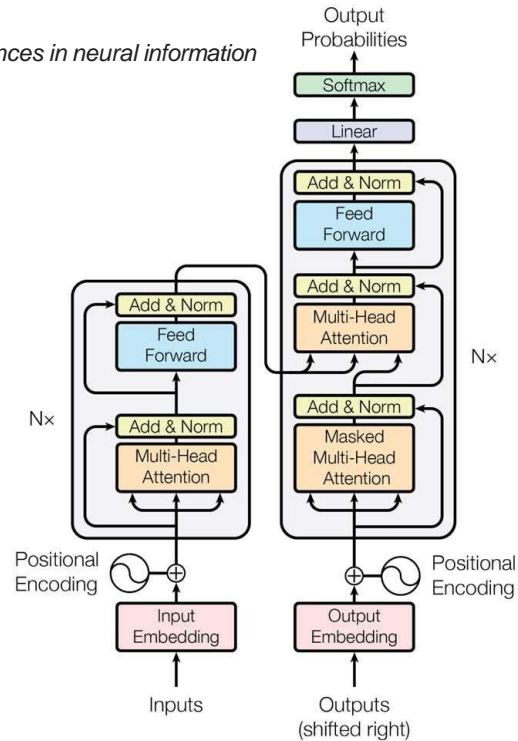 nces in neural information
Output
Probabilities
Softmax
Linear
Add & Norm
Feed
Forward
Add & Norm
Multi-Head
Attention
Add & Norm
Masked
Multi-Head
Attention
N×
Positional
Encoding
Output
Embedding
Outputs
(shifted right)
Add & Norm
Feed
Forward
Add & Norm
Multi-Head
Attention
N×
Positional
Encoding
Input
Embedding
Inputs